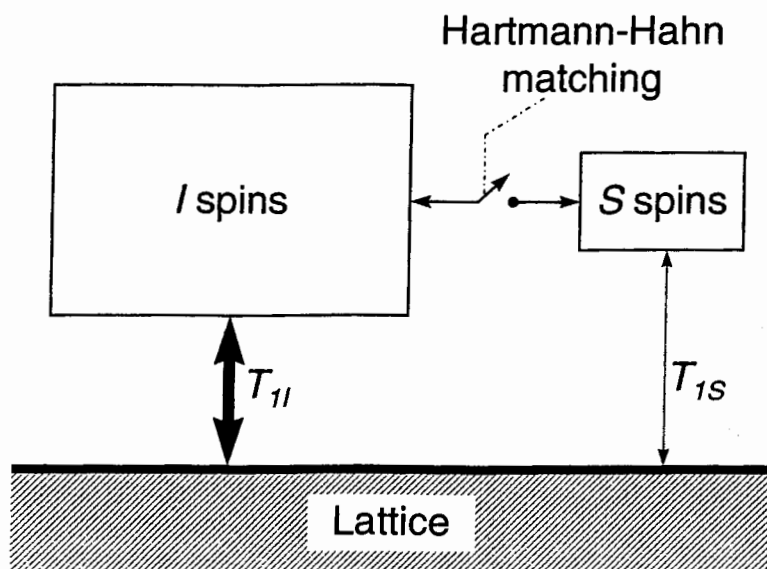 Hartmann-Hahn
matching
I spins
S spins
T1I
T1S
Lattice